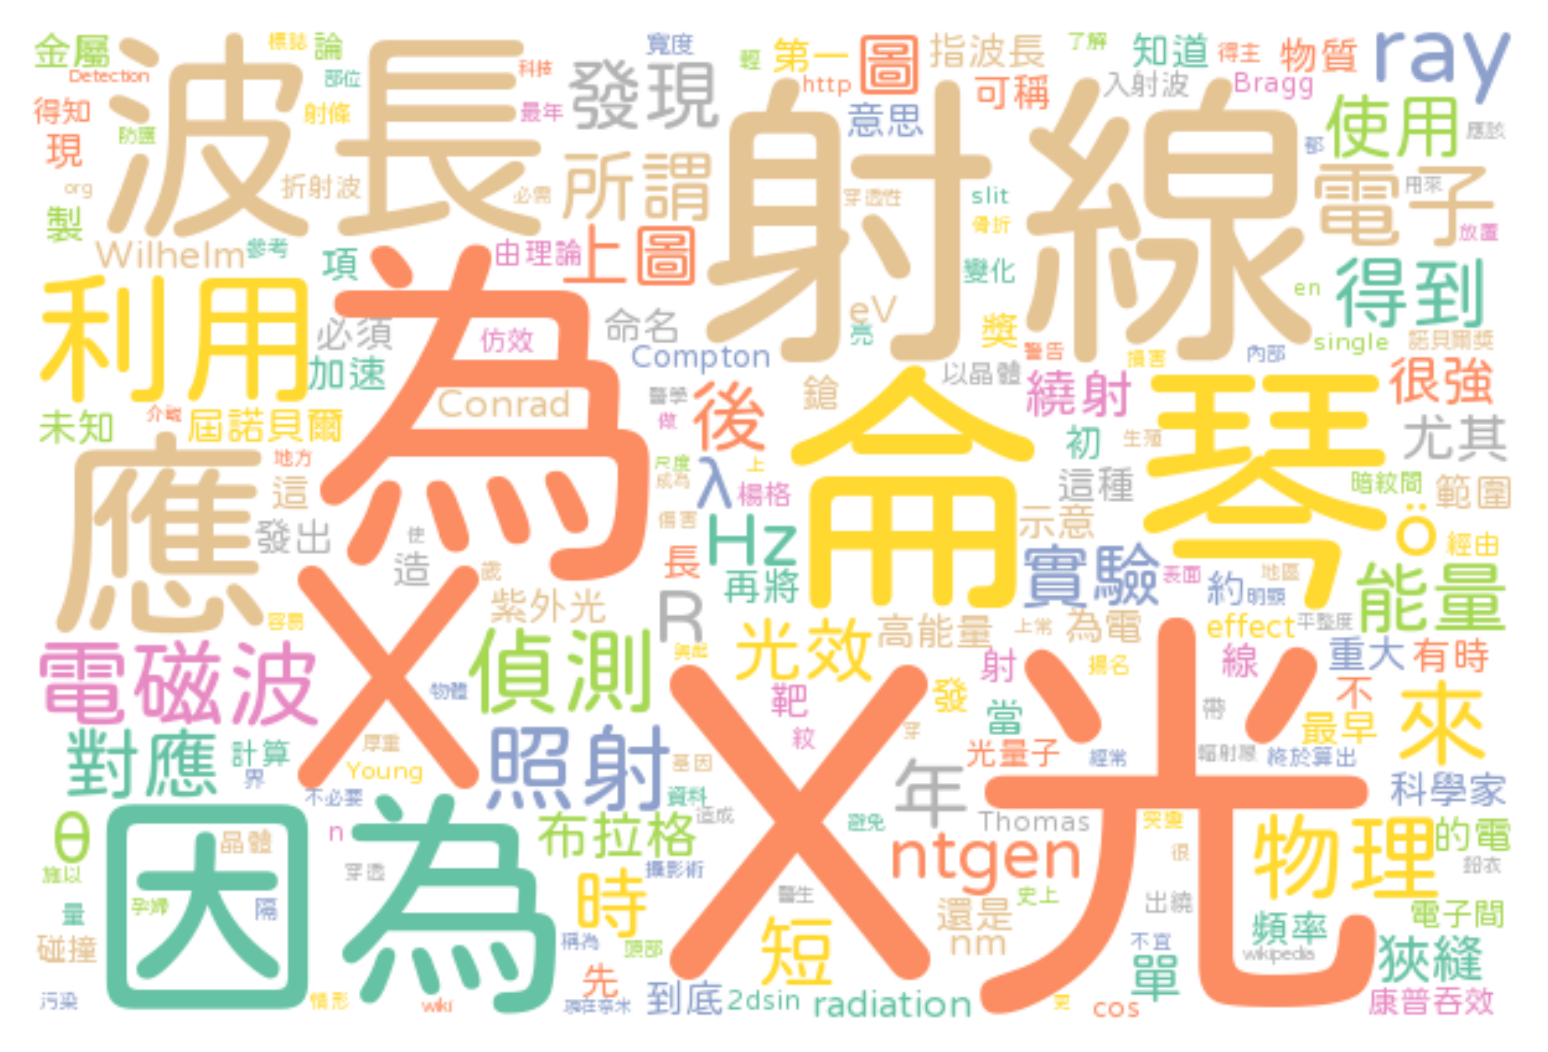 金屬
標誌
論
寬度
輕
第一
圖
指波長
了解
知道
得主
物質
ray
Detection
部位
科技
發現
http
可稱
入射波
Bragg
波長
射線
得知
射條
最年
意思
使用
應該
現
防護
都
org
折射波
必需
所謂
穿透性
slit
電子
用來
製
骨折
放置
Wilhelm
參考
項
由理論
上圖
變化
得到
en
利用
必須
為
命名
eV
亮
獎
single
諾貝爾獎
加速
仿效
Compton
警告
損害
內部
Conrad
醫學
後
鎗
以晶體
繞射
很強
未知
介觀
屆諾貝爾
做
侖琴
初
生殖
尤其
應
地方
這
尺度
成為
λ
上
楊格
這種
暗紋間
範圍
發出
使
傷害
Hz
示意
ö
經由
造
歲
長
再將
實驗
表面
約
明顯
地區
能量
容易
X
紫外光
R
光效
高能量
上常
為電
effect
平整度
電磁波
偵測
興起
射
揚名
線
重大
有時
物體
X光
靶
發
當
帶
不
最早
來
對應
計算
界
厚重
Young
照射
基因
紋
穿
光量子
經常
輻射線
終於算出
不必要
資料
年
科學家
θ
因為
n
布拉格
造成
避免
Thomas
突變
物理
的電
晶體
ntgen
很
鉛衣
施以
穿透
攝影術
時
醫生
史上
出繞
量
孕婦
隔
短
還是
頻率
電子間
碰撞
稱為
頭部
nm
不宜
wikipedia
狹縫
先
單
污染
情形
wiki
現在奈米
到底
2dsin
radiation
cos
康普吞效